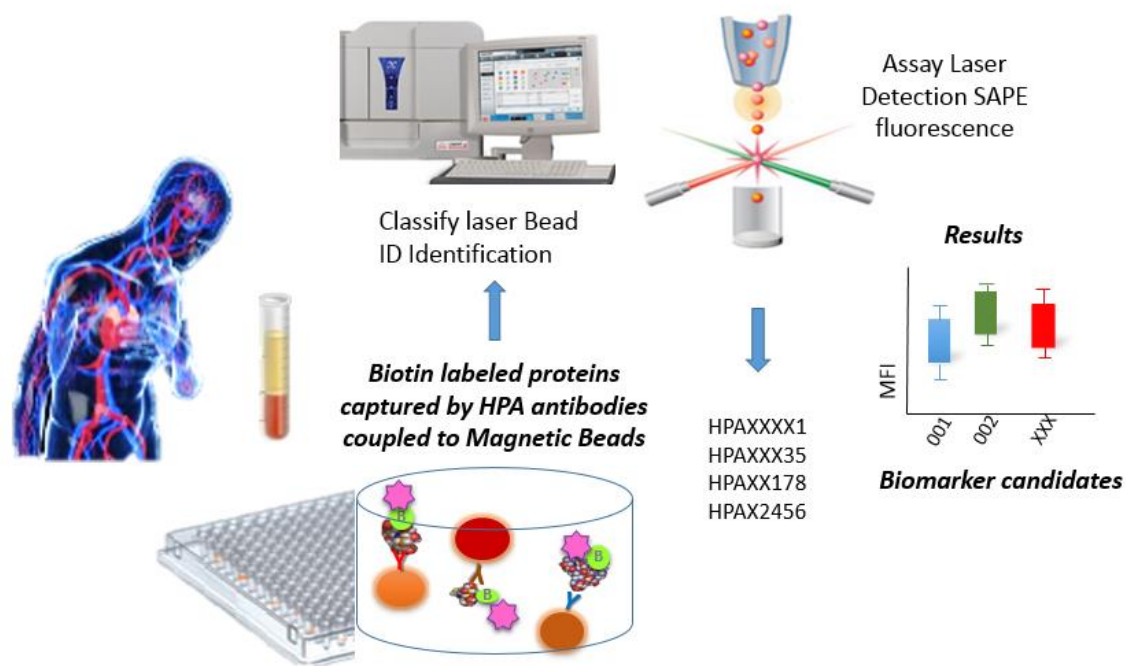 Assay Laser
Detection SAPE
fluorescence
Classify laser Bead
ID Identification
Biotin labeled proteins
captured by HPA antibodies
coupled to Magnetic Beads
B
B
B
HPAXXXX1
HPAXXX35
HPAXX178
HPAX2456
Results
MFI
001
002
XXX
Biomarker candidates